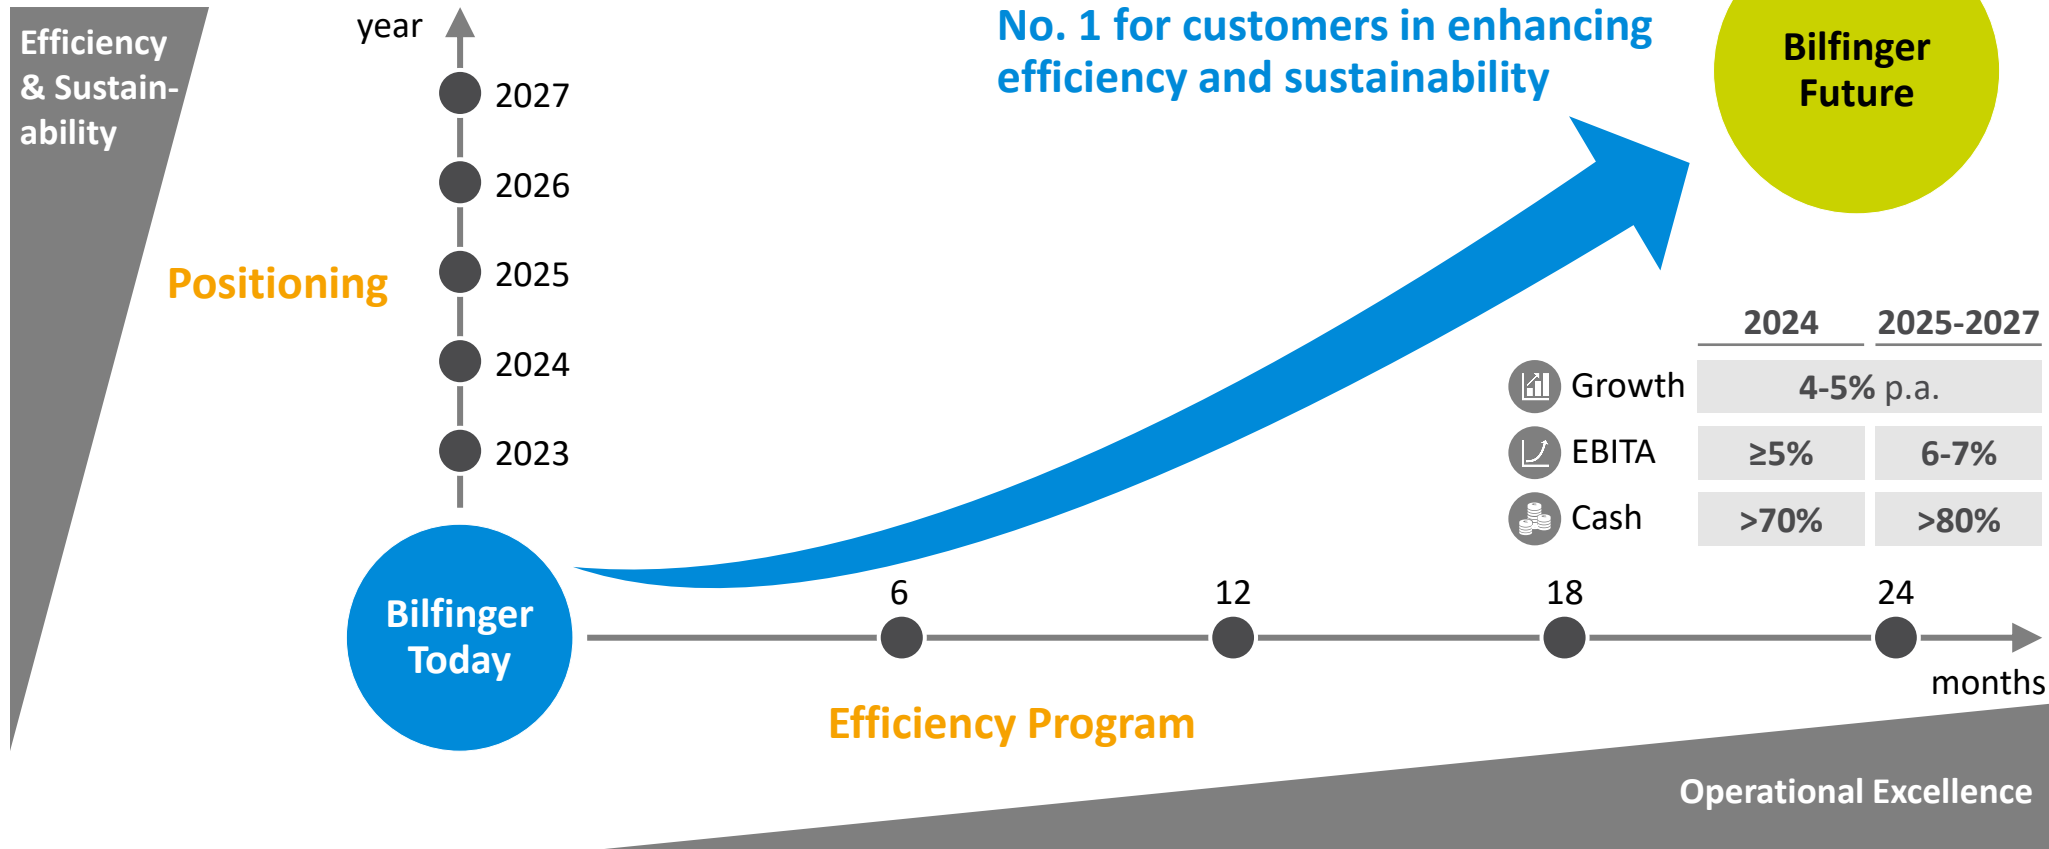 Efficiency
& Sustain-
ability
year
2027
2026
2025
2024
2023
Positioning
No. 1 for customers in enhancing
efficiency and sustainability
Bilfinger
Future
2024 2025-2027
Growth 4-5% p.a.
EBITA ≥5% 6-7%
Cash >70% >80%
Bilfinger
Today
6 12 18 24
months
Efficiency Program
Operational Excellence